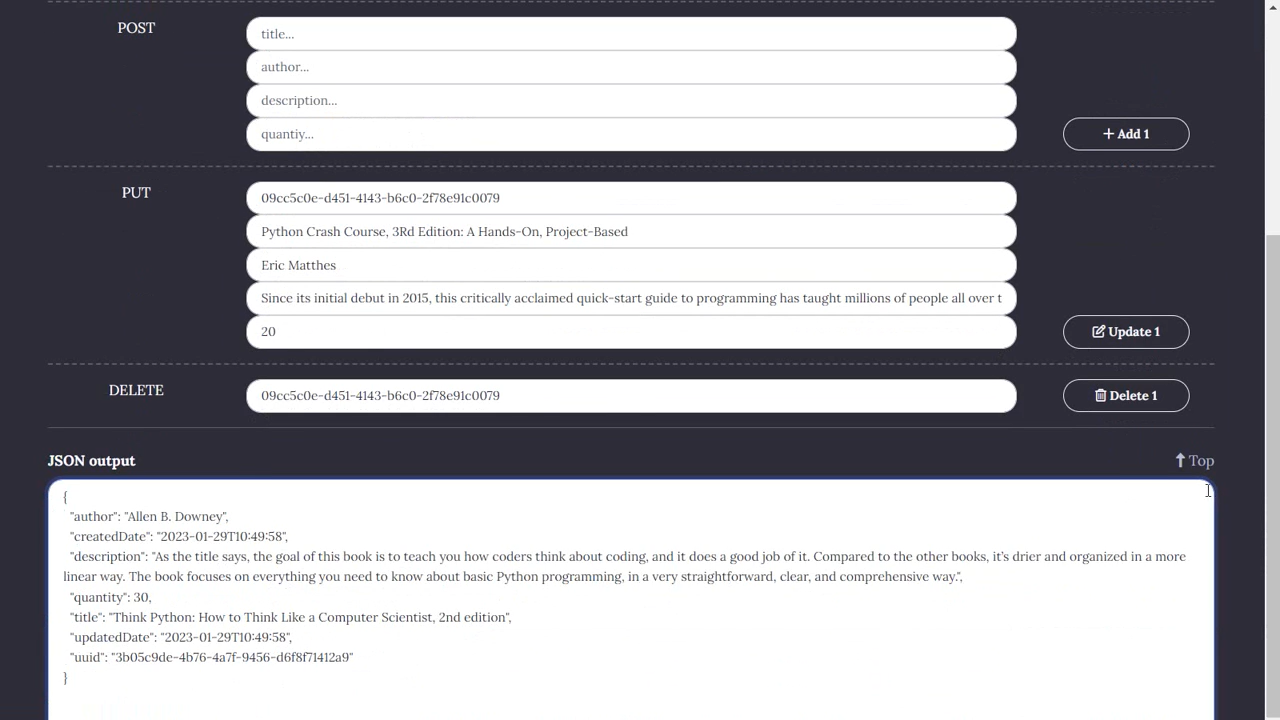 POST
title...
author...
description...
quantiy...
Add 1
PUT
09cc5c0e-d451-4143-b6c0-2f78e91c0079
Python Crash Course, 3Rd Edition: A Hands-On, Project-Based
Eric Matthes
Since its initial debut in 2015, this critically acclaimed quick-start guide to programming has taught millions of people all over t
20
Update 1
DELETE
09cc5c0e-d451-4143-b6c0-2f78e91c0079
Delete 1
JSON output
Top
{
"author": "Allen B. Downey",
"createdDate": "2023-01-29T10:49:58",
"description": "As the title says, the goal of this book is to teach you how coders think about coding, and it does a good job of it. Compared to the other books, it's drier and organized in a more
linear way. The book focuses on everything you need to know about basic Python programming, in a very straightforward, clear, and comprehensive way.",
"quantity": 30,
"title": "Think Python: How to Think Like a Computer Scientist, 2nd edition",
"updatedDate": "2023-01-29T10:49:58",
"uuid": "3b05c9de-4b76-4a7f-9456-d6f8f71412a9"
}